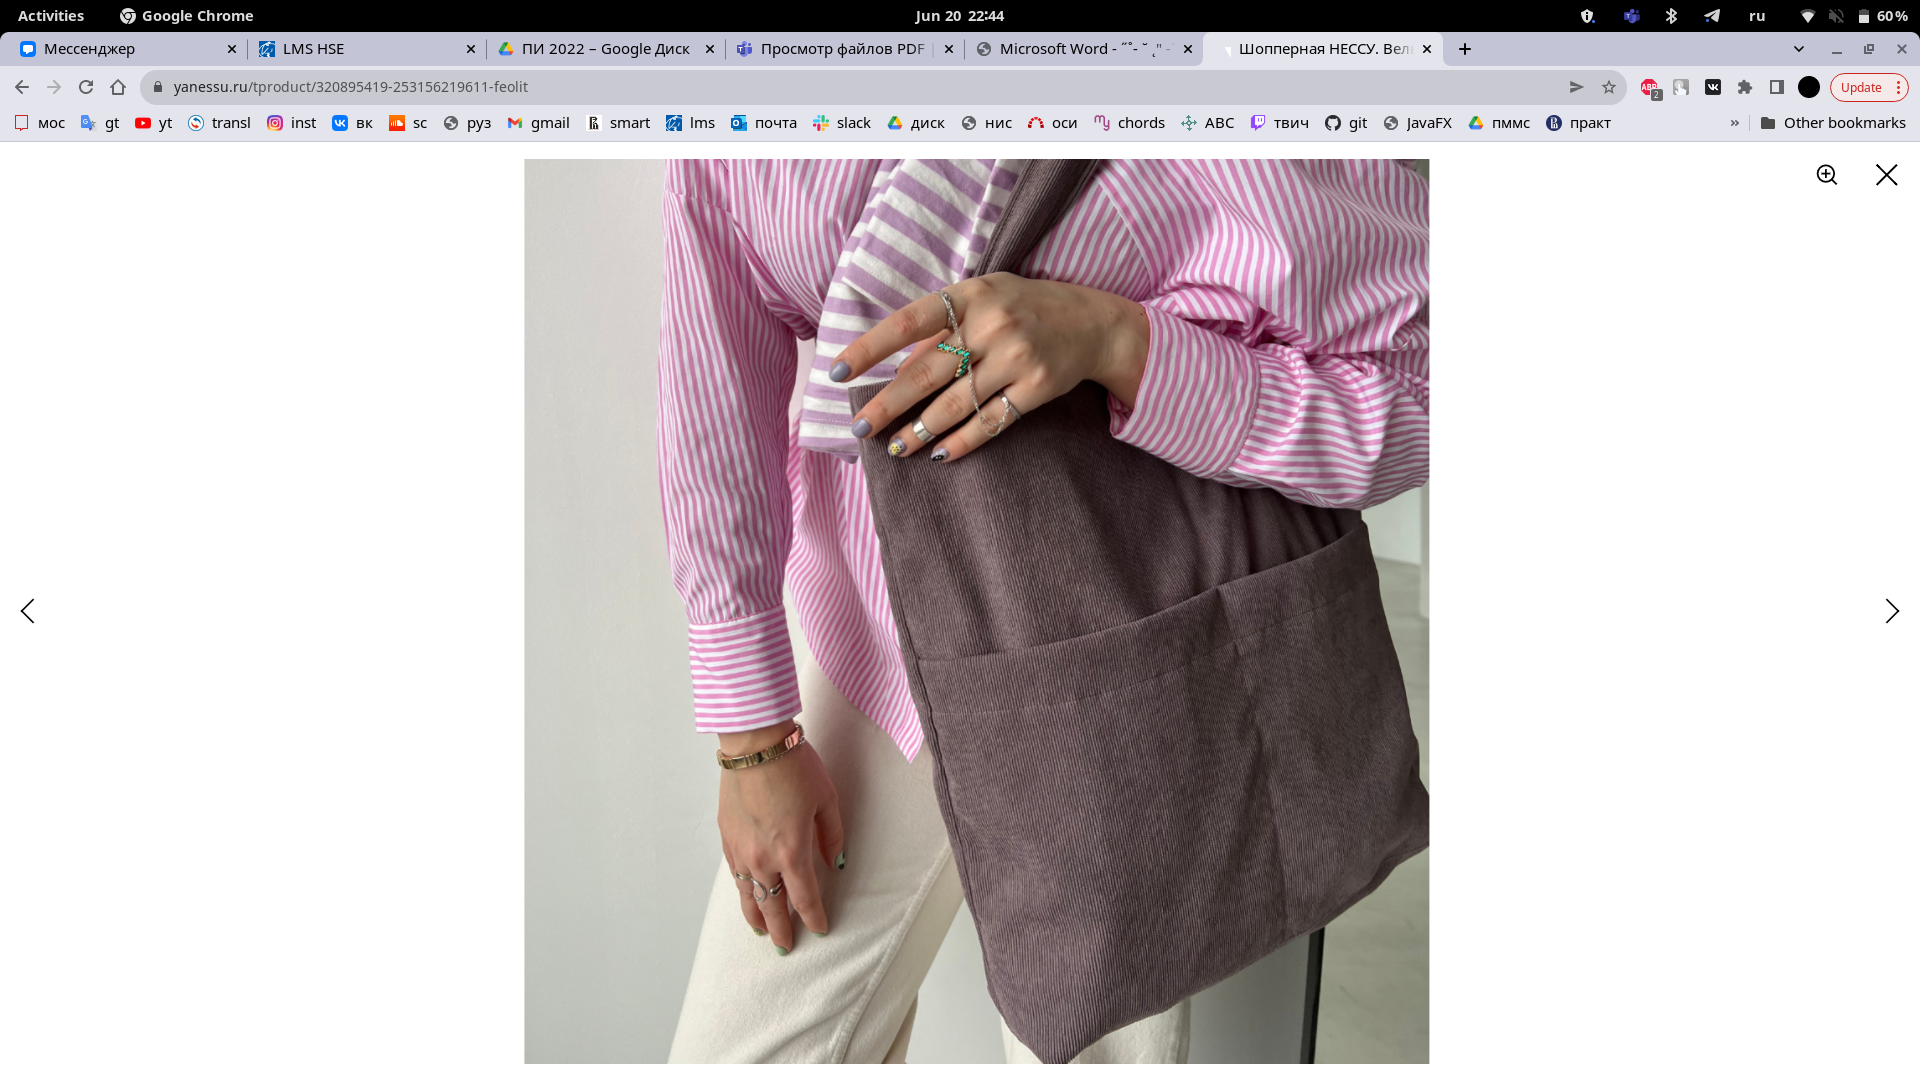 Activities Google Chrome Jun 20 22:44 ru 60%
Мессенджер LMS HSE ПИ 2022 – Google Диск Просмотр файлов PDF Microsoft Word - Шопперная НЕССУ. Вел
yanessu.ru/tproduct/320895419-253156219611-feolit ABP 2 Update
мос gt yt transl inst вк sc руз gmail smart lms почта slack диск нис оси chords ABC твич git JavaFX пммс практ » Other bookmarks